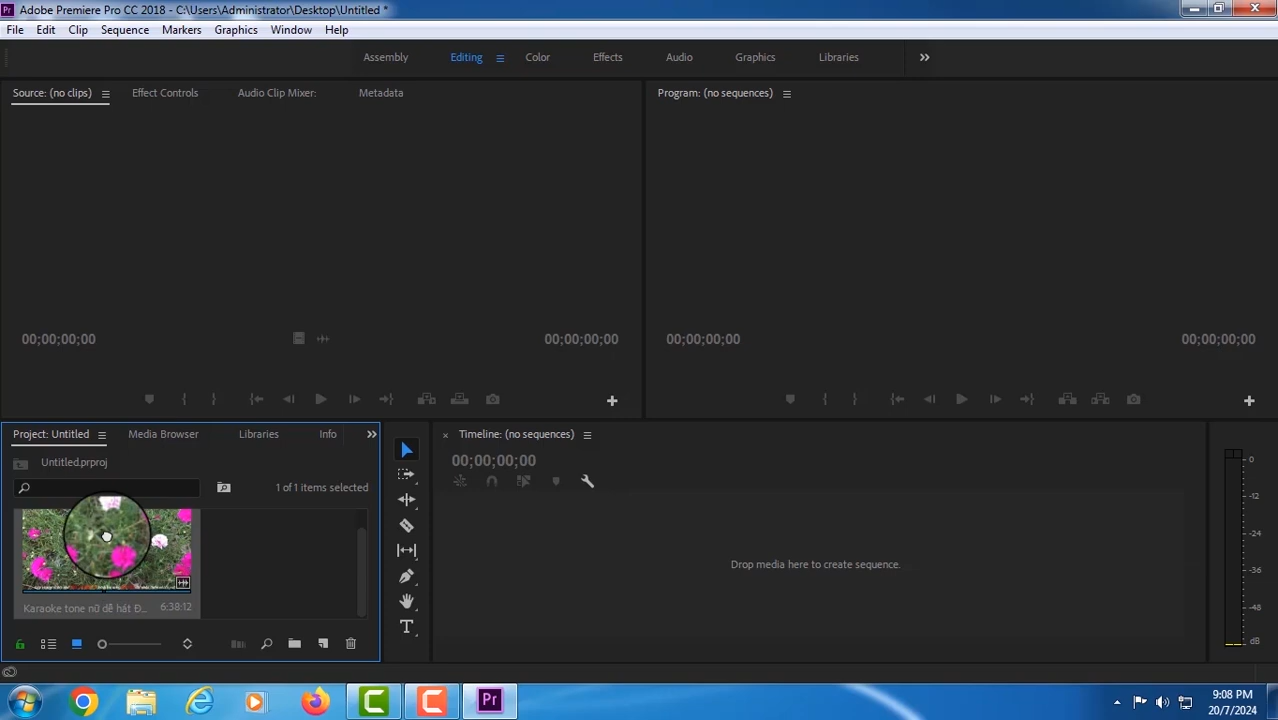 Adobe Premiere Pro CC 2018 - C:\Users\Administrator\Desktop\Untitled *
File Edit Clip Sequence Markers Graphics Window Help
Assembly Editing Color Effects Audio Graphics Libraries
Source: (no clips) Effect Controls Audio Clip Mixer: Metadata
Program: (no sequences)
00;00;00;00 00;00;00;00
00;00;00;00 00;00;00;00
Project: Untitled Media Browser Libraries Info
Untitled.prproj
1 of 1 items selected
Karaoke tone nữ dễ hát Đ... 6:38:12
Timeline: (no sequences)
00;00;00;00
Drop media here to create sequence.
0
-12
-24
-36
-48
dB
9:08 PM
20/7/2024